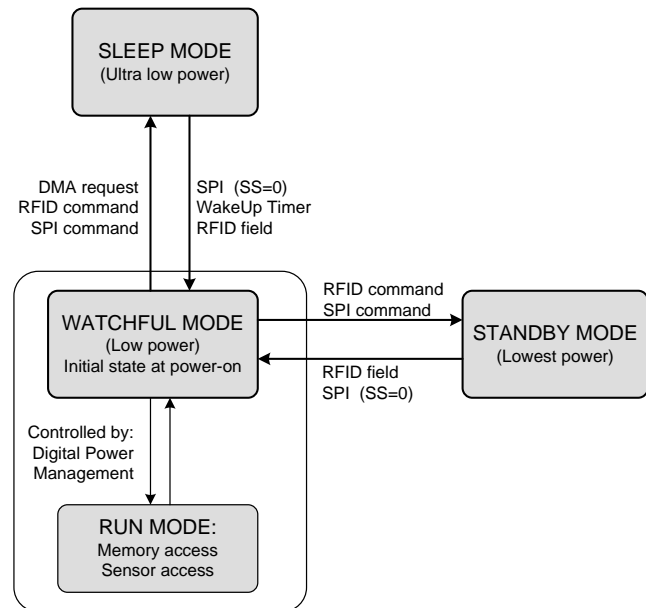 SLEEP MODE
(Ultra low power)
DMA request
RFID command
SPI command
SPI (SS=0)
WakeUp Timer
RFID field
WATCHFUL MODE
(Low power)
Initial state at power-on
RFID command
SPI command
RFID field
SPI (SS=0)
STANDBY MODE
(Lowest power)
Controlled by:
Digital Power
Management
RUN MODE:
Memory access
Sensor access